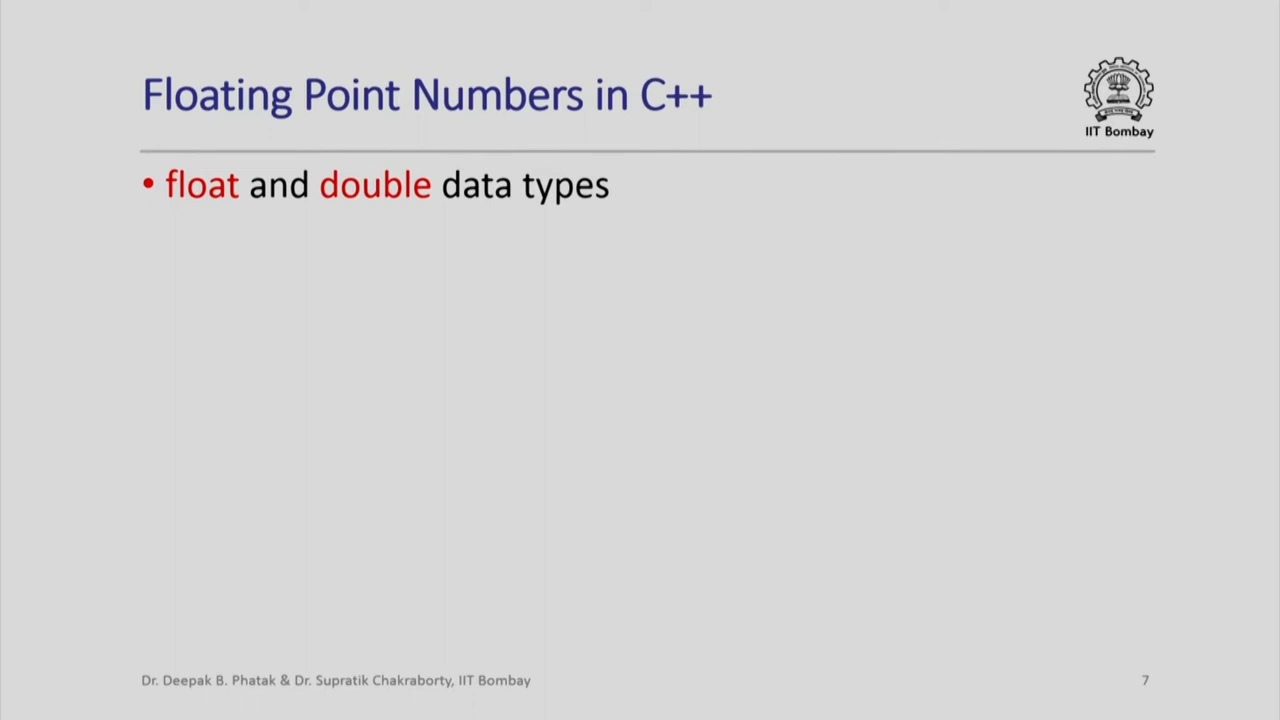 Floating Point Numbers in C++
IIT Bombay
• float and double data types
Dr. Deepak B. Phatak & Dr. Supratik Chakraborty, IIT Bombay
7